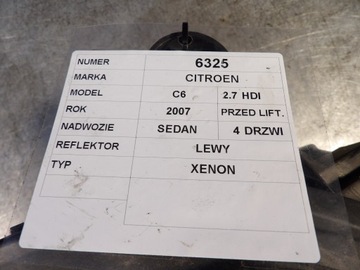 NUMER 6325
MARKA CITROEN
MODEL C6 2.7 HDI
ROK 2007 PRZED LIFT.
NADWOZIE SEDAN 4 DRZWI
REFLEKTOR LEWY
TYP XENON